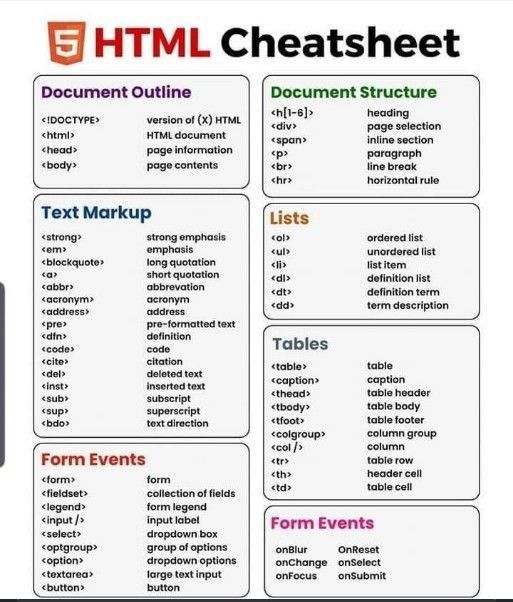 5 HTML Cheatsheet
Document Outline
<!DOCTYPE> version of (X) HTML
<html> HTML document
<head> page information
<body> page contents
Text Markup
<strong> strong emphasis
<em> emphasis
<blockquote> long quotation
<a> short quotation
<abbr> abbrevation
<acronym> acronym
<address> address
<pre> pre-formatted text
<dfn> definition
<code> code
<cite> citation
<del> deleted text
<inst> inserted text
<sub> subscript
<sup> superscript
<bdo> text direction
Form Events
<form> form
<fieldset> collection of fields
<legend> form legend
<input /> input label
<select> dropdown box
<optgroup> group of options
<option> dropdown options
<textarea> large text input
<button> button
Document Structure
<h[1-6]> heading
<div> page selection
<span> inline section
<p> paragraph
<br> line break
<hr> horizontal rule
Lists
<ol> ordered list
<ul> unordered list
<li> list item
<dl> definition list
<dt> definition term
<dd> term description
Tables
<table> table
<caption> caption
<thead> table header
<tbody> table body
<tfoot> table footer
<colgroup> column group
<col /> column
<tr> table row
<th> header cell
<td> table cell
Form Events
onBlur OnReset
onChange onSelect
onFocus onSubmit